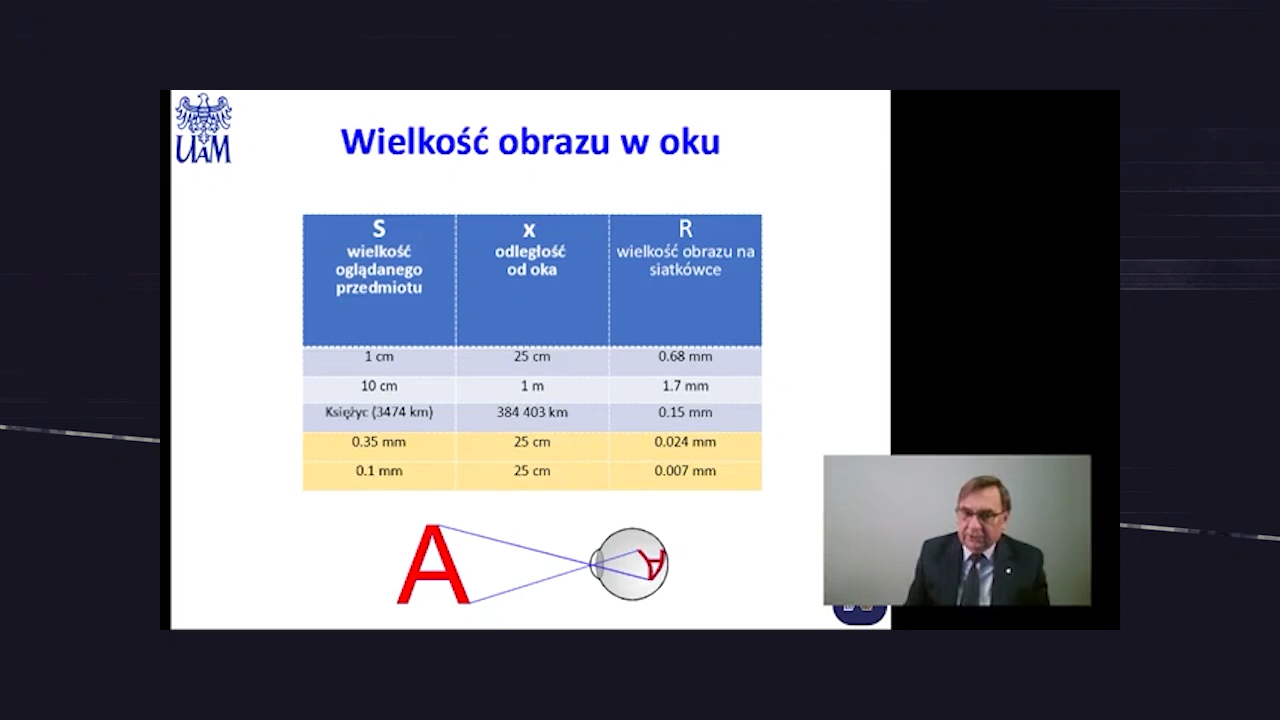 UAM
Wielkość obrazu w oku
S
wielkość
oglądanego
przedmiotu
x
odległość
od oka
R
wielkość obrazu na
siatkówce
1 cm 25 cm 0.68 mm
10 cm 1 m 1.7 mm
Księżyc (3474 km) 384 403 km 0.15 mm
0.35 mm 25 cm 0.024 mm
0.1 mm 25 cm 0.007 mm
A
A